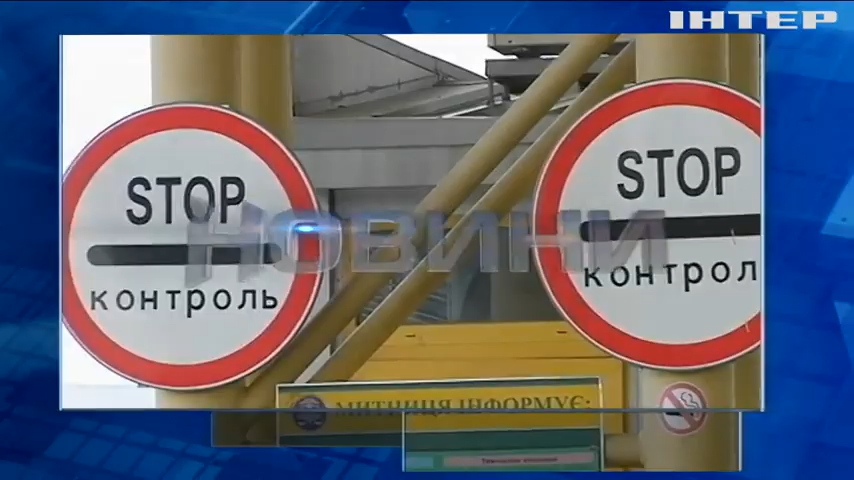 ІНТЕР
STOP
контроль
STOP
контрол
НОВИНИ
МИТНИЦЯ ІНФОРМУЄ: